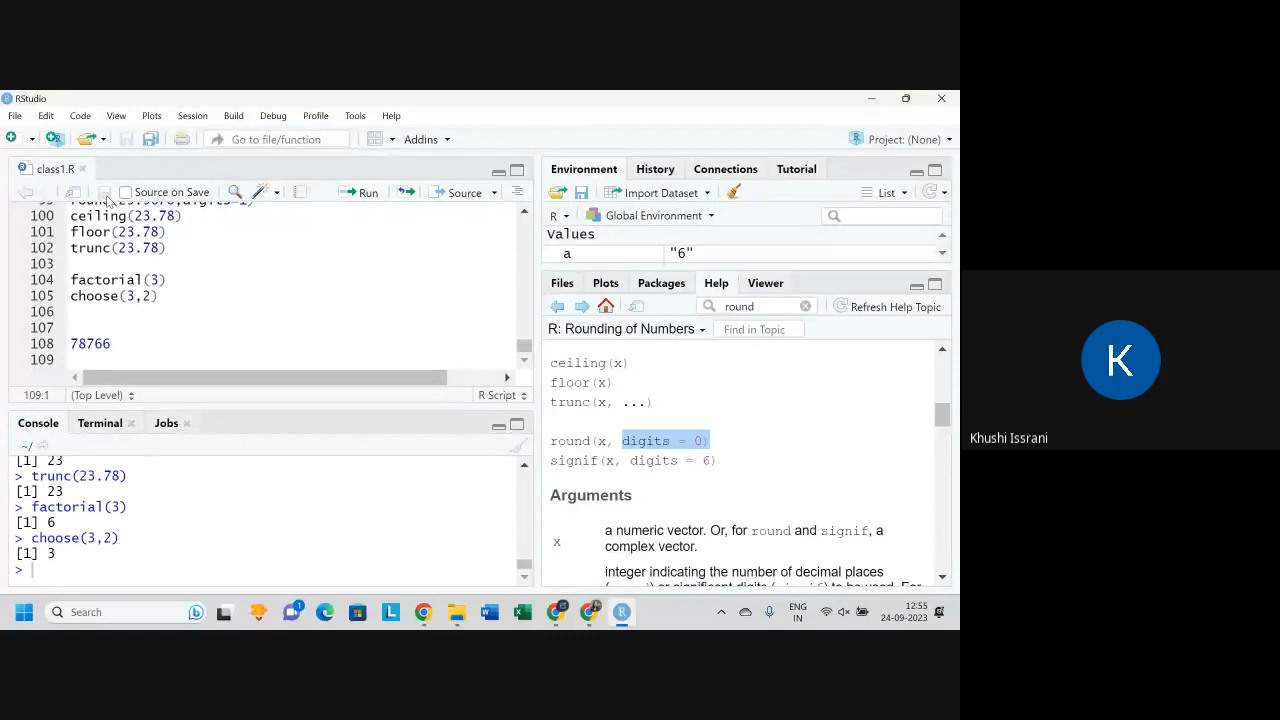 RStudio
File Edit Code View Plots Session Build Debug Profile Tools Help
Go to file/function Addins Project: (None)
class1.R
Source on Save Run Source
100 ceiling(23.78)
101 floor(23.78)
102 trunc(23.78)
103
104 factorial(3)
105 choose(3,2)
106
107
108 78766
109
109:1 (Top Level) R Script
Console Terminal Jobs
~/
[1] 23
> trunc(23.78)
[1] 23
> factorial(3)
[1] 6
> choose(3,2)
[1] 3
>
Environment History Connections Tutorial
Import Dataset List
R Global Environment
Values
a "6"
Files Plots Packages Help Viewer
round Refresh Help Topic
R: Rounding of Numbers Find in Topic
ceiling(x)
floor(x)
trunc(x, ...)
round(x, digits = 0)
signif(x, digits = 6)
Arguments
x a numeric vector. Or, for round and signif, a
complex vector.
integer indicating the number of decimal places
Search
1
ENG
IN
12:55
24-09-2023
K
Khushi Issrani